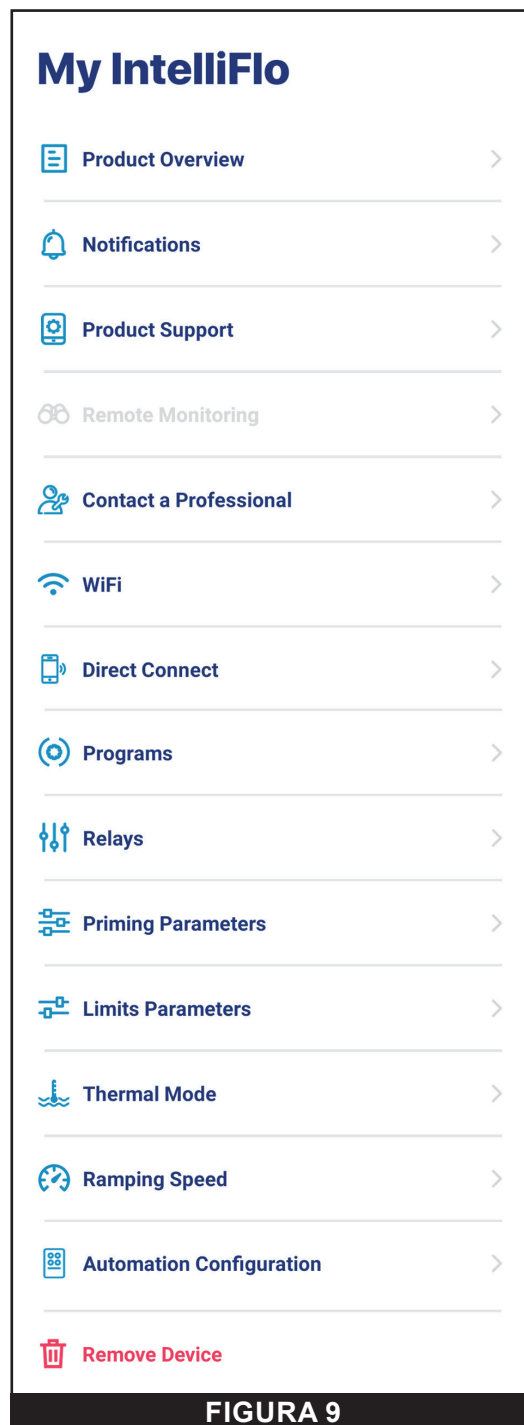 My IntelliFlo
Product Overview
Notifications
Product Support
Remote Monitoring
Contact a Professional
WiFi
Direct Connect
Programs
Relays
Priming Parameters
Limits Parameters
Thermal Mode
Ramping Speed
Automation Configuration
Remove Device
FIGURA 9